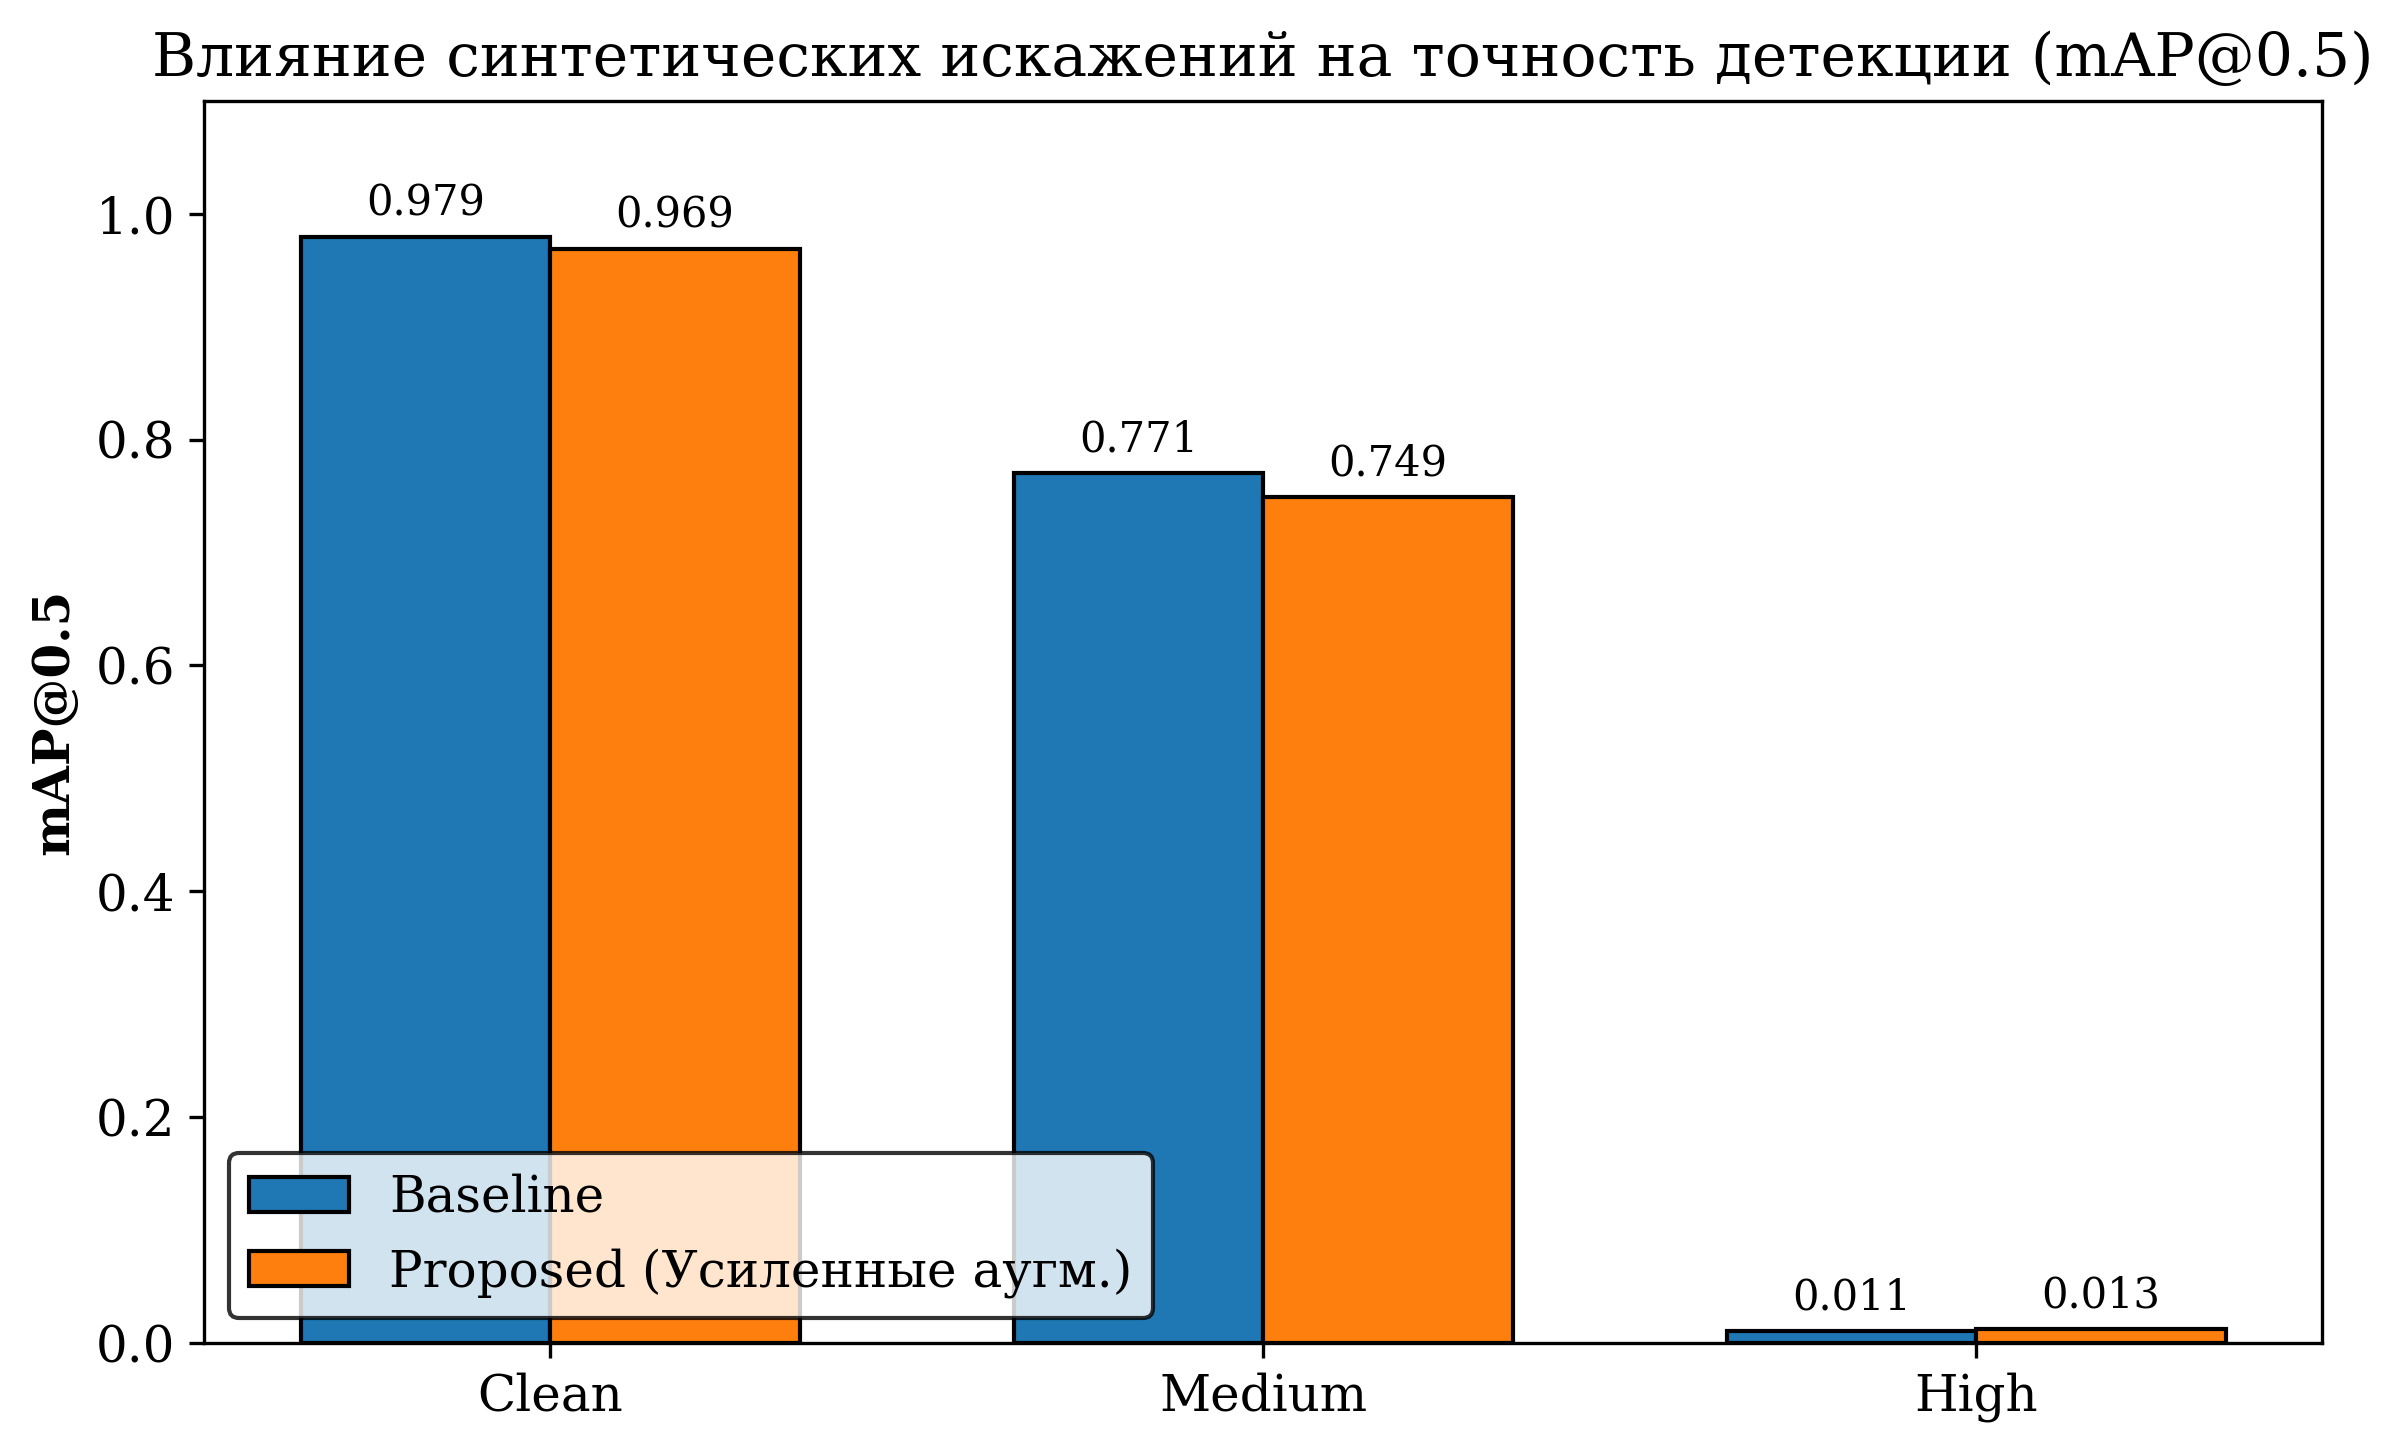 Влияние синтетических искажений на точность детекции (mAP@0.5)
mAP@0.5
1.0
0.8
0.6
0.4
0.2
0.0
0.979
0.969
0.771
0.749
0.011
0.013
Baseline
Proposed (Усиленные аугм.)
Clean
Medium
High